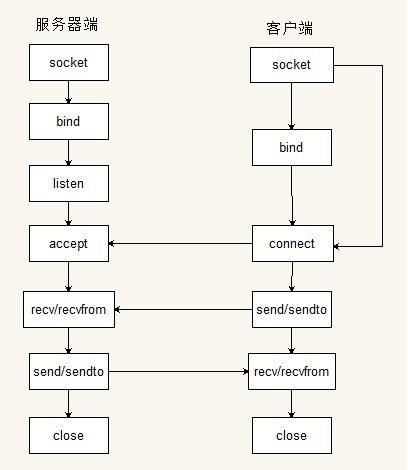 服务器端
socket
bind
listen
accept
recv/recvfrom
send/sendto
close
客户端
socket
bind
connect
send/sendto
recv/recvfrom
close